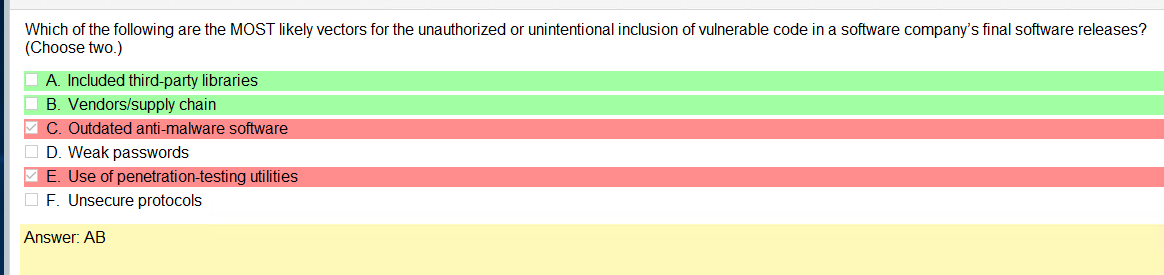 Which of the following are the MOST likely vectors for the unauthorized or unintentional inclusion of vulnerable code in a software company's final software releases?
(Choose two.)
A. Included third-party libraries
B. Vendors/supply chain
C. Outdated anti-malware software
D. Weak passwords
E. Use of penetration-testing utilities
F. Unsecure protocols
Answer: AB